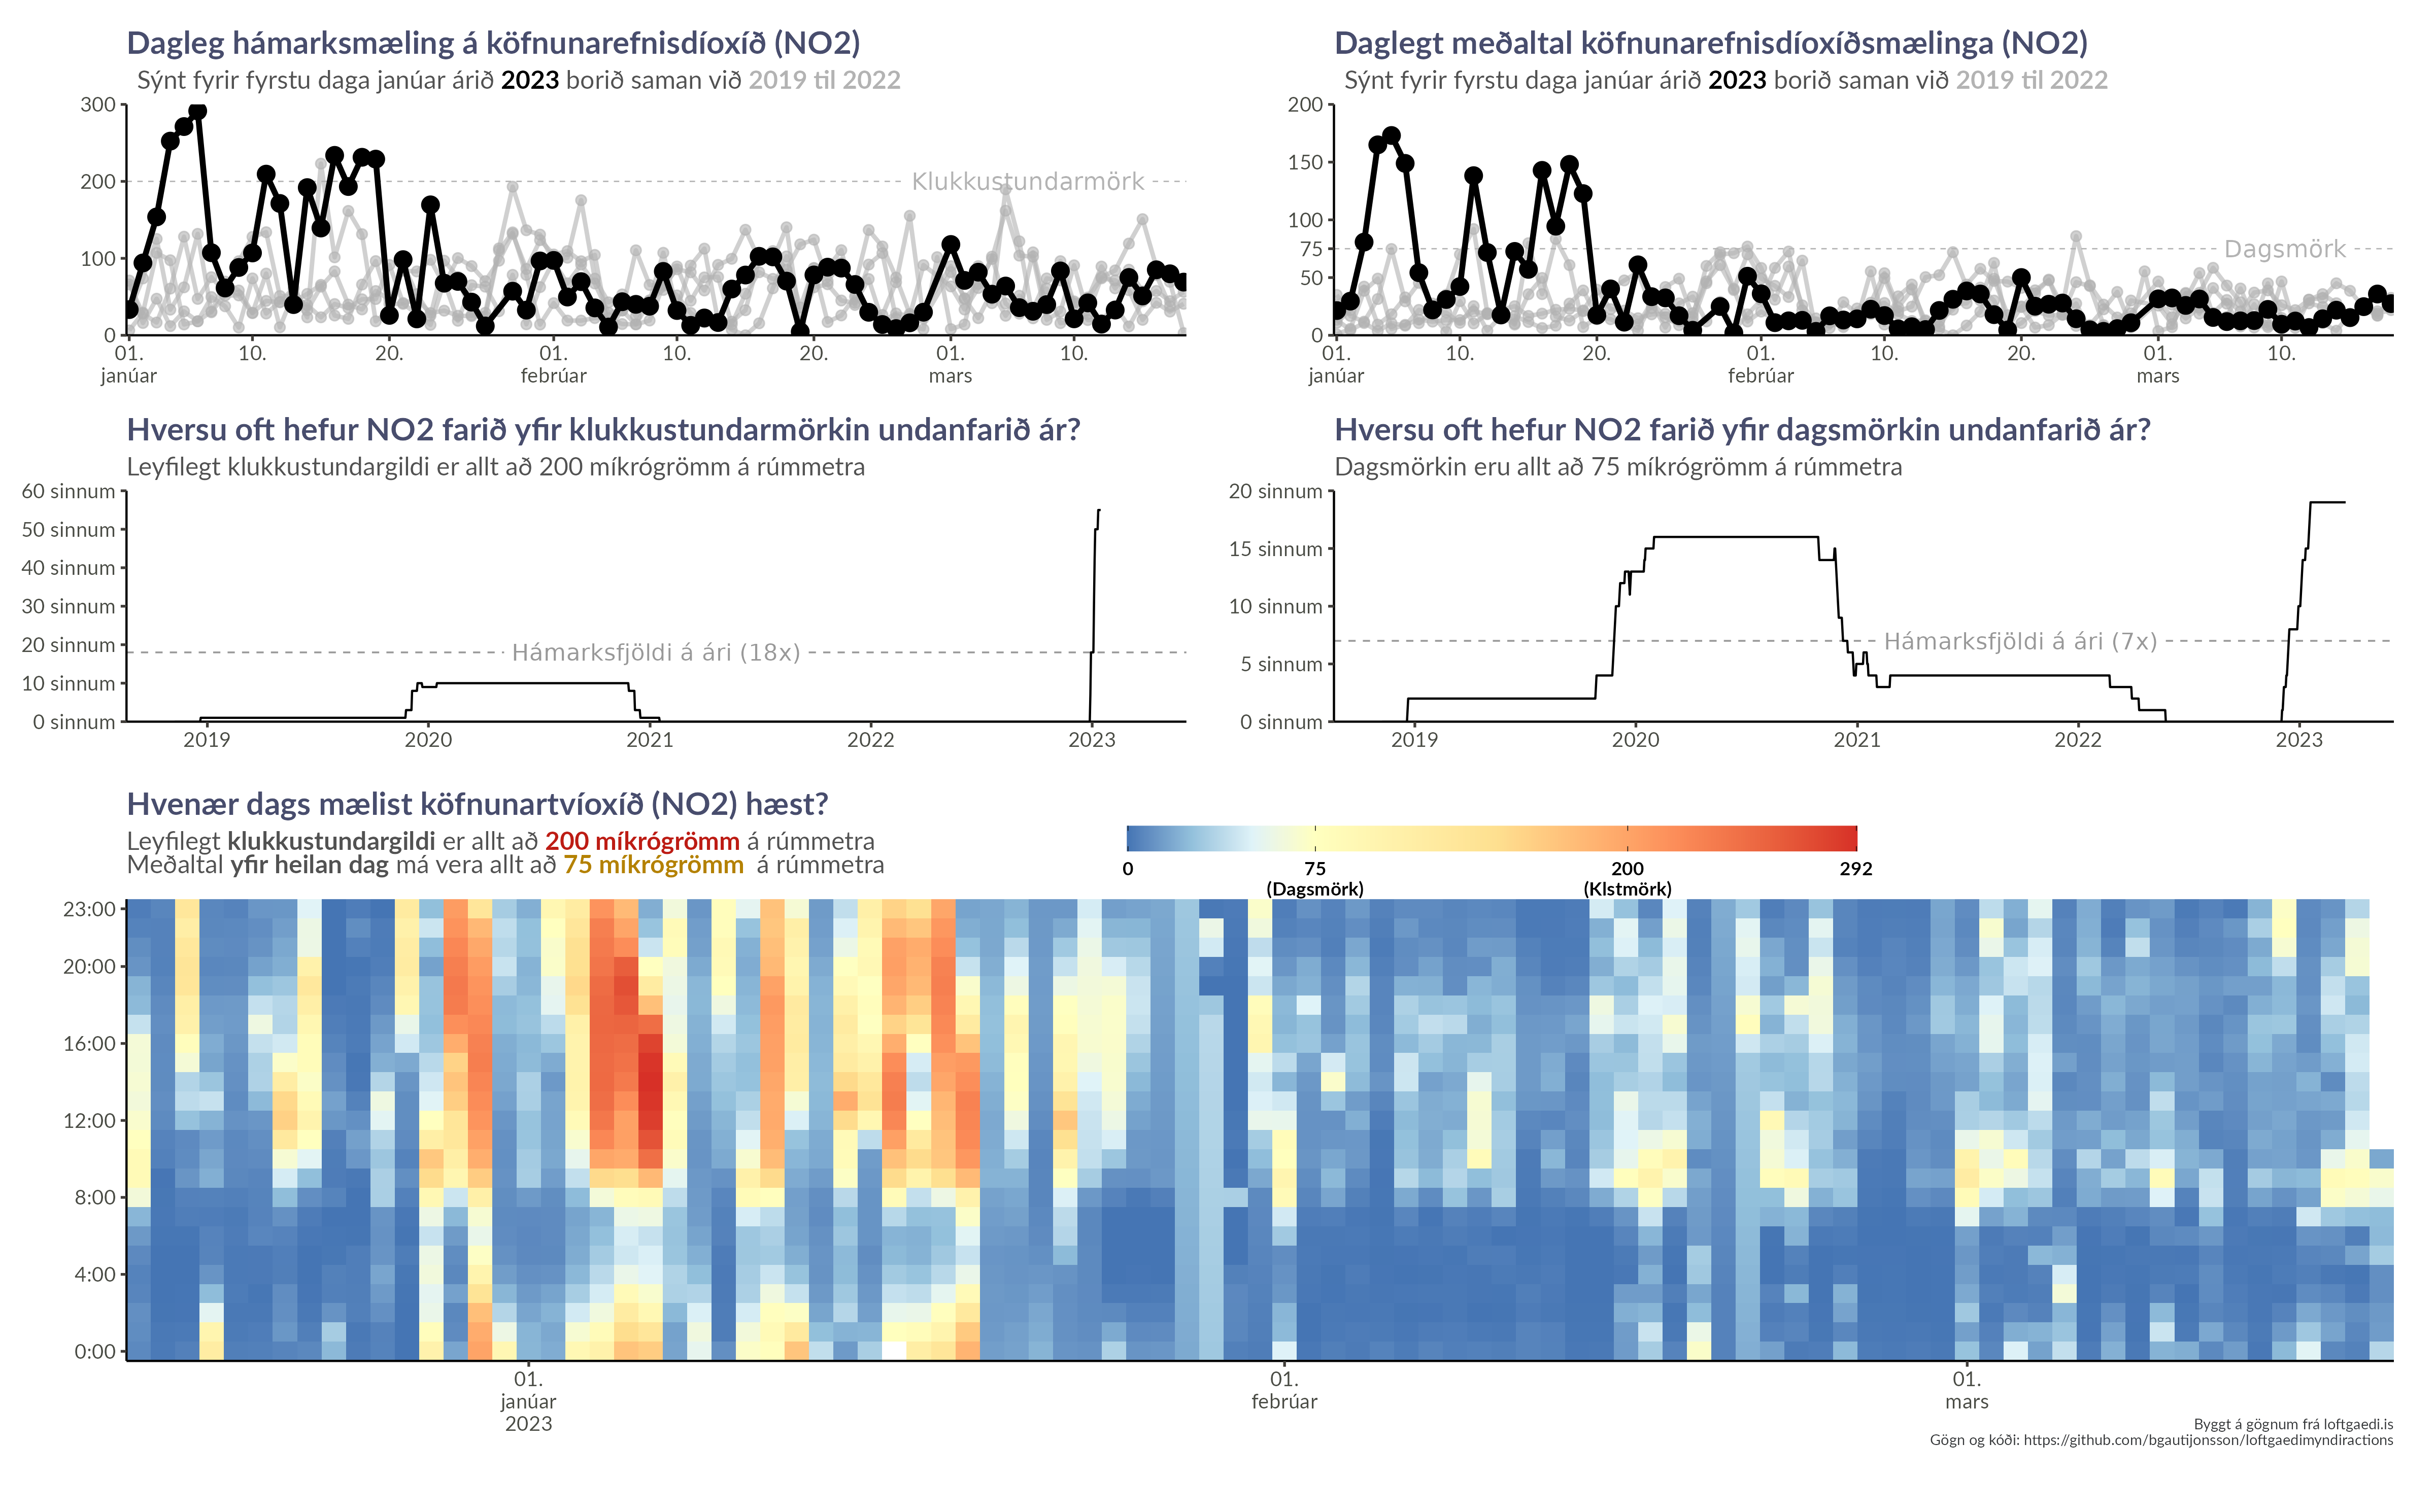 Dagleg hámarksmæling á köfnunarefnisdíoxíð (NO2)
Sýnt fyrir fyrstu daga janúar árið 2023 borið saman við 2019 til 2022
300
200
100
0
Klukkustundarmörk
01. 10. 20. 01. 10. 20. 01. 10.
janúar febrúar mars
Daglegt meðaltal köfnunarefnisdíoxíðsmælinga (NO2)
Sýnt fyrir fyrstu daga janúar árið 2023 borið saman við 2019 til 2022
200
150
100
75
50
0
Dagsmörk
01. 10. 20. 01. 10. 20. 01. 10.
janúar febrúar mars
Hversu oft hefur NO2 farið yfir klukkustundarmörkin undanfarið ár?
Leyfilegt klukkustundargildi er allt að 200 míkrógrömm á rúmmetra
60 sinnum
50 sinnum
40 sinnum
30 sinnum
20 sinnum
10 sinnum
0 sinnum
Hámarksfjöldi á ári (18x)
2019 2020 2021 2022 2023
Hversu oft hefur NO2 farið yfir dagsmörkin undanfarið ár?
Dagsmörkin eru allt að 75 míkrógrömm á rúmmetra
20 sinnum
15 sinnum
10 sinnum
5 sinnum
0 sinnum
Hámarksfjöldi á ári (7x)
2019 2020 2021 2022 2023
Hvenær dags mælist köfnunartvíoxíð (NO2) hæst?
Leyfilegt klukkustundargildi er allt að 200 míkrógrömm á rúmmetra
Meðaltal yfir heilan dag má vera allt að 75 míkrógrömm á rúmmetra
0 75 200 292
(Dagsmörk) (Klstmörk)
23:00
20:00
16:00
12:00
8:00
4:00
0:00
01. 01. 01.
janúar febrúar mars
2023
Byggt á gögnum frá loftgaedi.is
Gögn og kóði: https://github.com/bgautijonsson/loftgaedimyndiractions